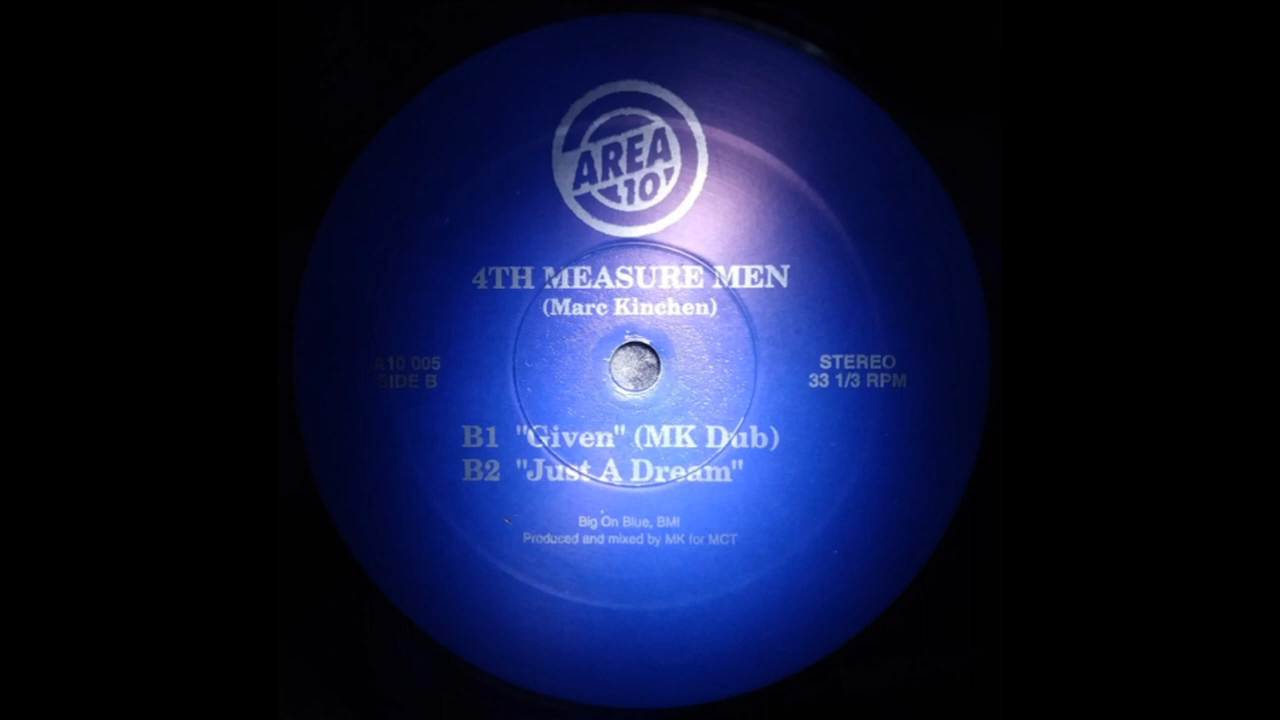 AREA
10
4TH MEASURE MEN
(Marc Kinchen)
A10 005
SIDE B
STEREO
33 1/3 RPM
B1 "Given" (MK Dub)
B2 "Just A Dream"
Big On Blue, BMI
Produced and mixed by MK for MCT